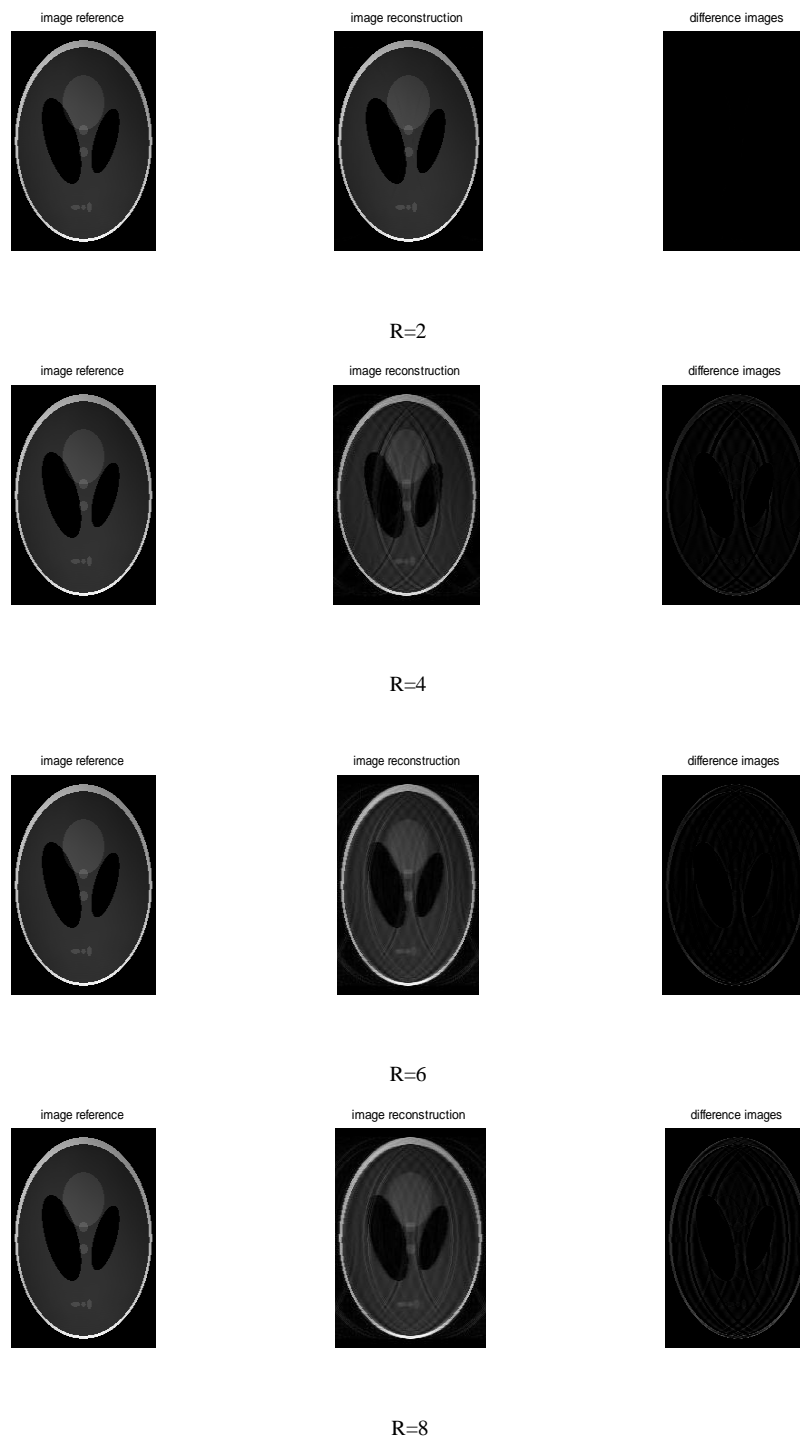 image reference
image reconstruction
difference images
R=2
image reference
image reconstruction
difference images
R=4
image reference
image reconstruction
difference images
R=6
image reference
image reconstruction
difference images
R=8